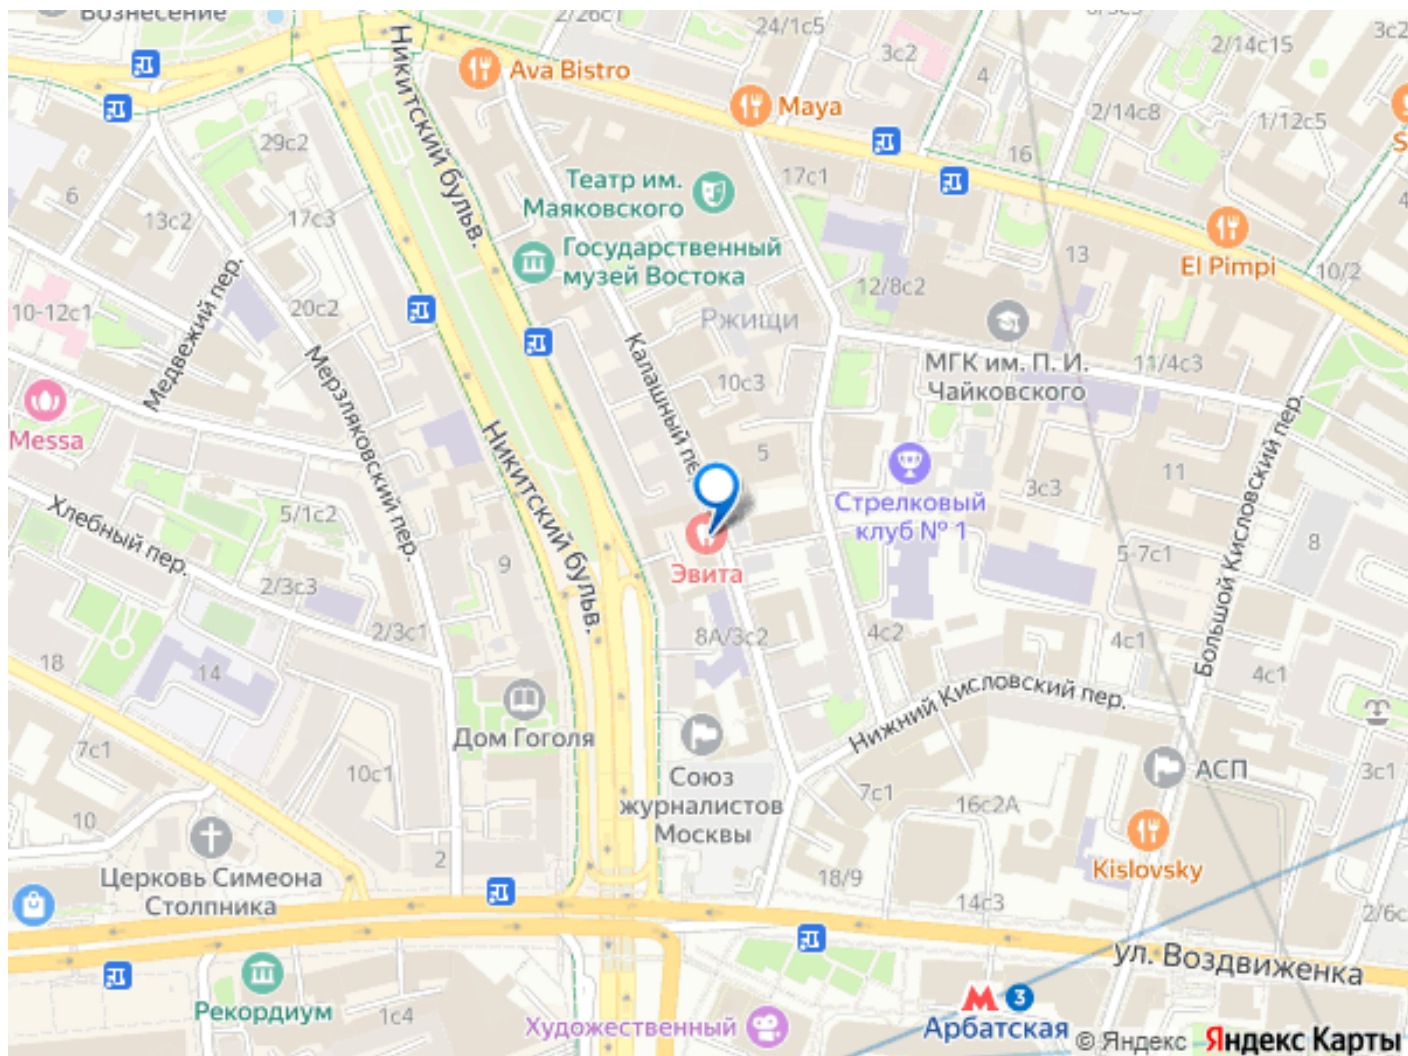 Вознесение
2/26с1
24/1с5
3с2
2/14с15
3с2
Ava Bistro
Maya
4
2/14с8
1/12с5
29с2
Никитский бульв.
16
17с1
Театр им.
Маяковского
6
13с2
17с3
Государственный
музей Востока
13
El Pimpi
10/2
12/8с2
Медвежий пер.
10-12с1
20с2
Ржищи
Калашный пе
МГК им. П. И.
Чайковского
11/4с3
10с3
Мерзляковский пер.
Messa
5
Никитский бульв.
Стрелковый
клуб № 1
3с3
11
Большой Кисловский пер.
Хлебный пер.
5/1с2
9
Эвита
5-7с1
8
2/3с3
2/3с1
8А/3с2
4с2
4с1
4с1
18
14
Нижний Кисловский пер.
Дом Гоголя
7с1
10с1
Союз
журналистов
Москвы
7с1
16с2А
АСП
3с1
10
2
Kislovsky
Церковь Симеона
Столпника
18/9
14с3
2/6с
ул. Воздвиженка
Рекордиум
1с4
Художественный
3
Арбатская
© Яндекс Яндекс Карты